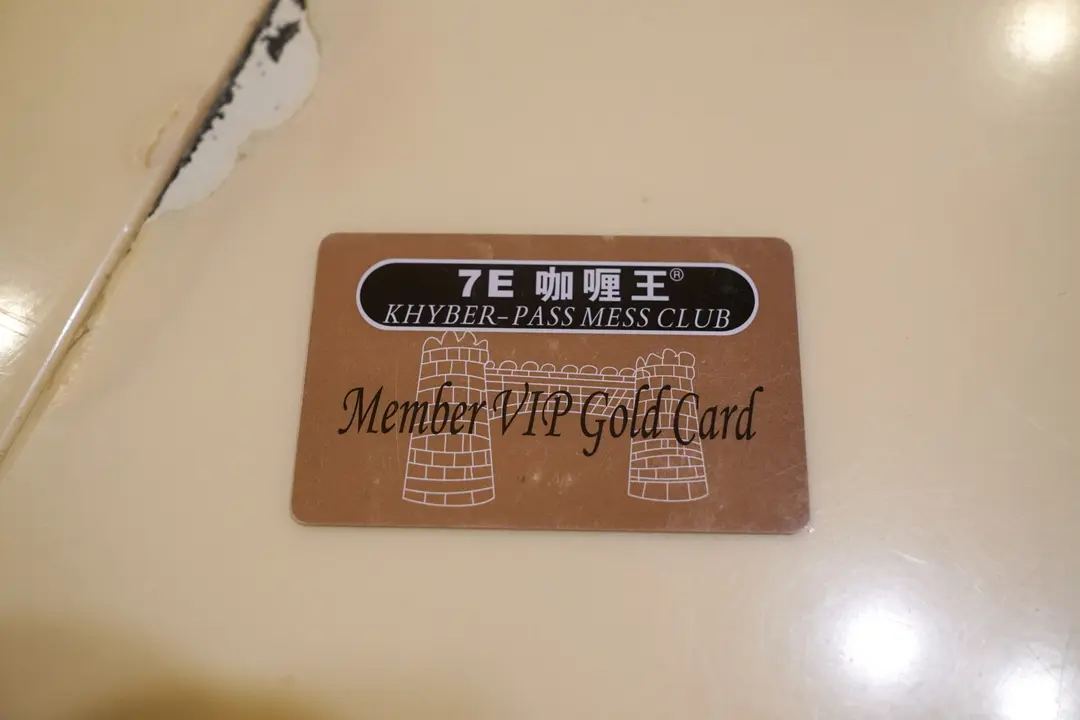 7E 咖喱王®
KHYBER-PASS MESS CLUB
Member VIP Gold Card